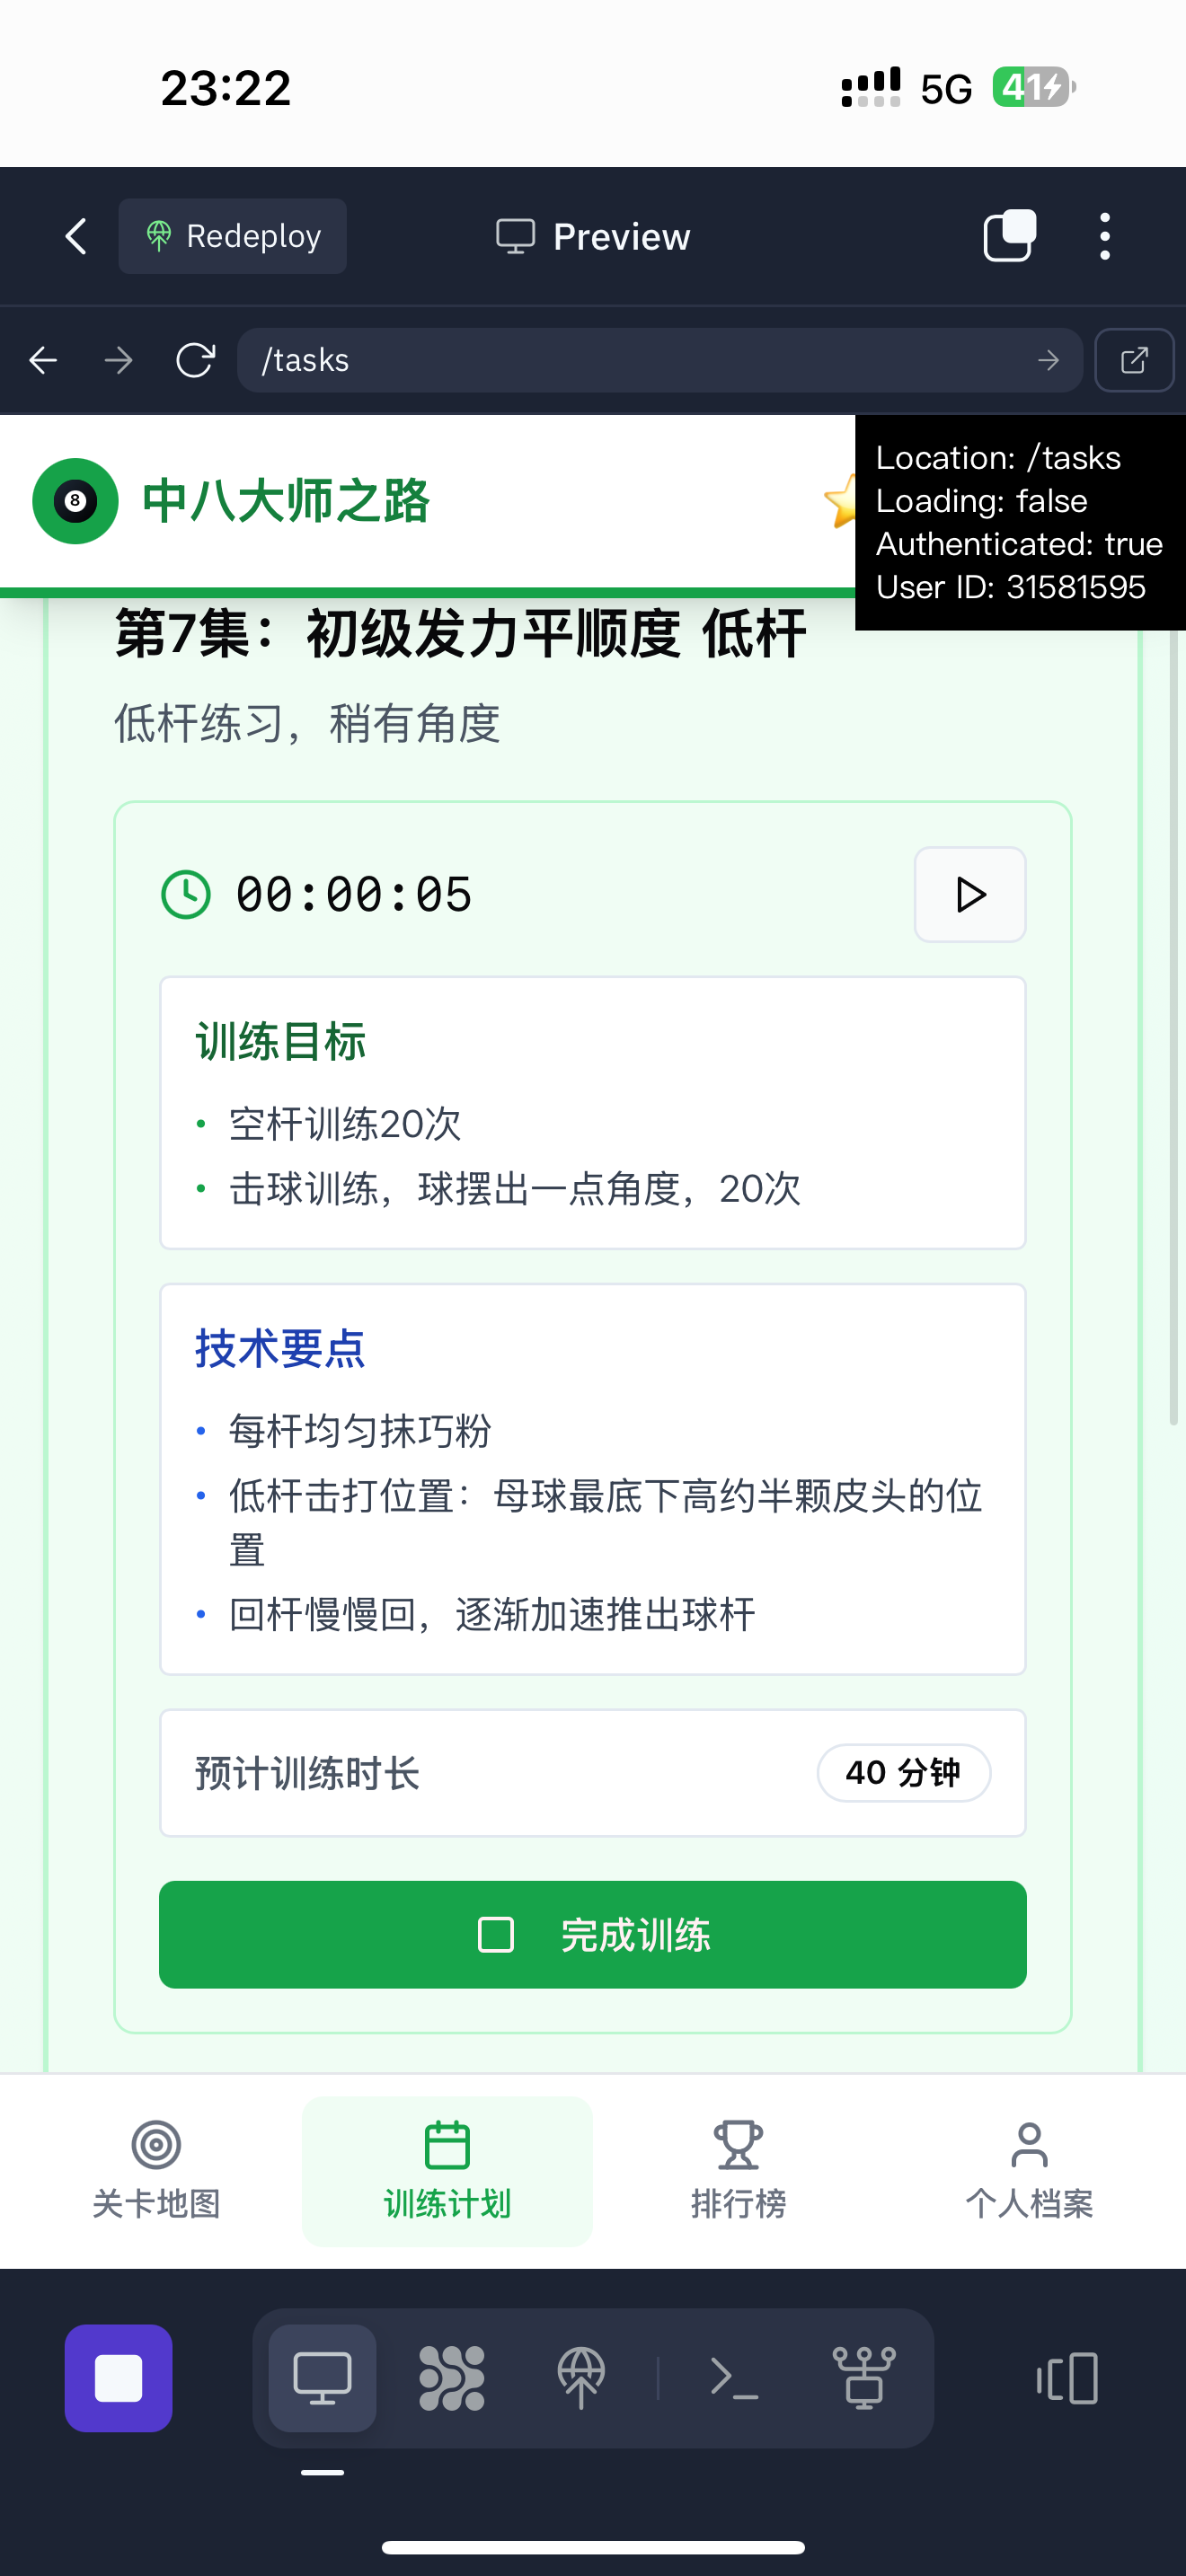 23:22
5G
41
Redeploy
Preview
/tasks
8
中八大师之路
Location: /tasks
Loading: false
Authenticated: true
User ID: 31581595
第7集：初级发力平顺度 低杆
低杆练习，稍有角度
00:00:05
训练目标
• 空杆训练20次
• 击球训练，球摆出一点角度，20次
技术要点
• 每杆均匀抹巧粉
• 低杆击打位置：母球最底下高约半颗皮头的位
置
• 回杆慢慢回，逐渐加速推出球杆
预计训练时长
40 分钟
完成训练
关卡地图
训练计划
排行榜
个人档案